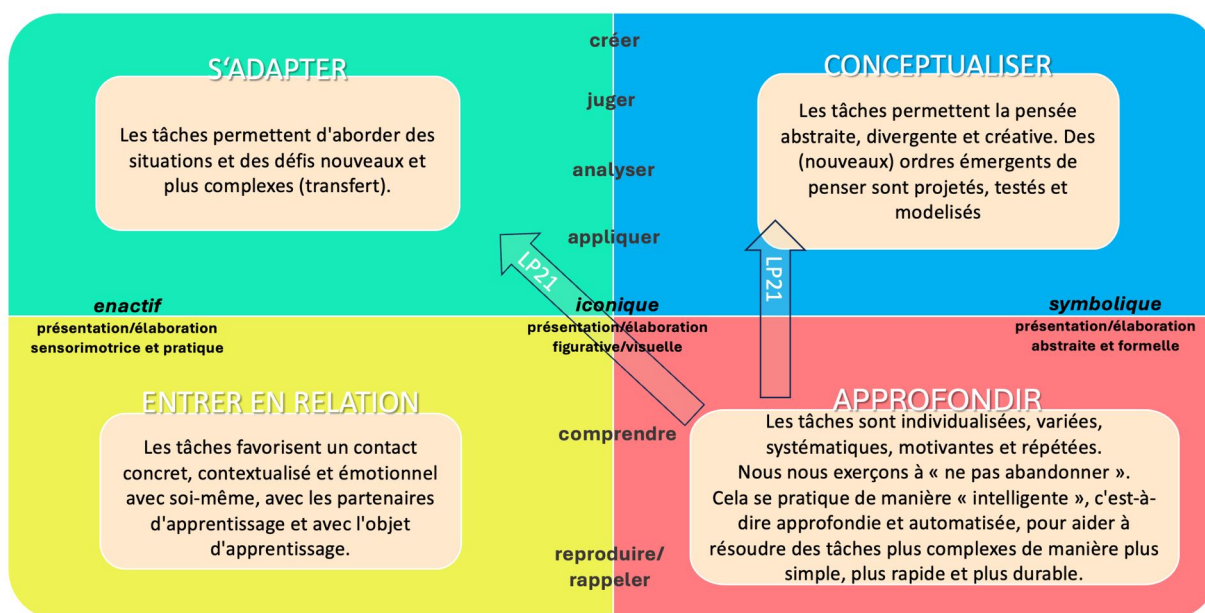 créer
S'ADAPTER
CONCEPTUALISER
juger
Les tâches permettent d'aborder des
situations et des défis nouveaux et
plus complexes (transfert).
Les tâches permettent la pensée
abstraite, divergente et créative. Des
(nouveaux) ordres émergents de
penser sont projetés, testés et
modelisés
analyser
appliquer
LP21
LP21
enactif
présentation/élaboration
sensorimotrice et pratique
iconique
présentation/élaboration
figurative/visuelle
symbolique
présentation/élaboration
abstraite et formelle
ENTRER EN RELATION
Les tâches favorisent un contact
concret, contextualisé et émotionnel
avec soi-même, avec les partenaires
d'apprentissage et avec l'objet
d'apprentissage.
comprendre
reproduire/
rappeler
APPROFONDIR
Les tâches sont individualisées, variées,
systématiques, motivantes et répétées.
Nous nous exerçons à « ne pas abandonner ».
Cela se pratique de manière « intelligente », c'est-à-
dire approfondie et automatisée, pour aider à
résoudre des tâches plus complexes de manière plus
simple, plus rapide et plus durable.